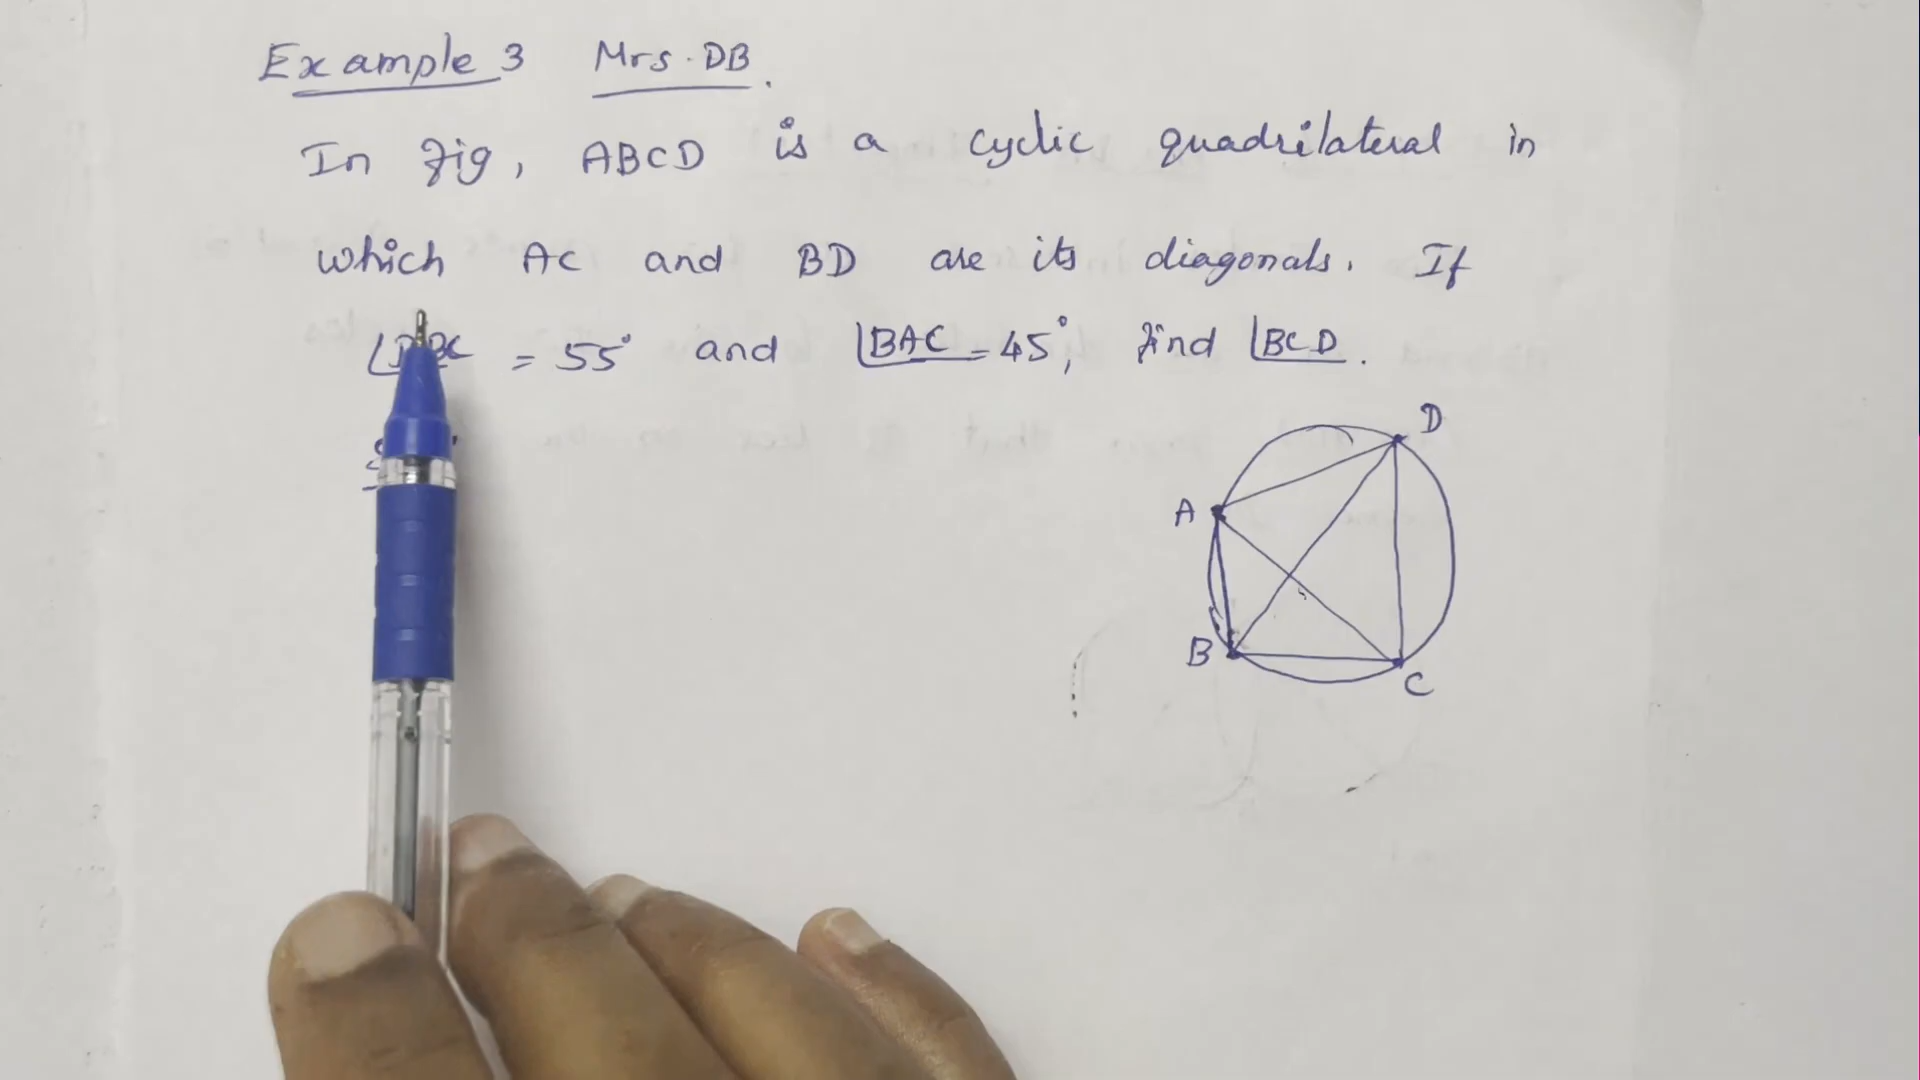 Example 3 Mrs. DB.
In fig, ABCD is a cyclic quadrilateral in
which AC and BD are its diagonals. If
= 55° and ∠BAC = 45°, find ∠BCD.
D
A
B
C